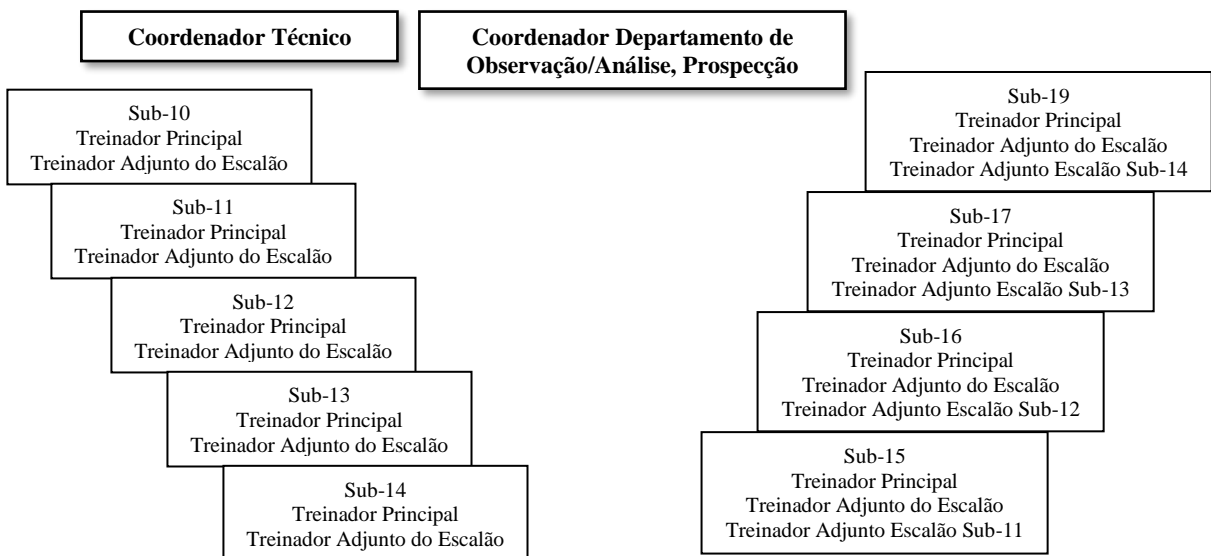 Coordenador Técnico
Coordenador Departamento de
Observação/Análise, Prospecção
Sub-10
Treinador Principal
Treinador Adjunto do Escalão
Sub-11
Treinador Principal
Treinador Adjunto do Escalão
Sub-12
Treinador Principal
Treinador Adjunto do Escalão
Sub-13
Treinador Principal
Treinador Adjunto do Escalão
Sub-14
Treinador Principal
Treinador Adjunto do Escalão
Sub-19
Treinador Principal
Treinador Adjunto do Escalão
Treinador Adjunto Escalão Sub-14
Sub-17
Treinador Principal
Treinador Adjunto do Escalão
Treinador Adjunto Escalão Sub-13
Sub-16
Treinador Principal
Treinador Adjunto do Escalão
Treinador Adjunto Escalão Sub-12
Sub-15
Treinador Principal
Treinador Adjunto do Escalão
Treinador Adjunto Escalão Sub-11